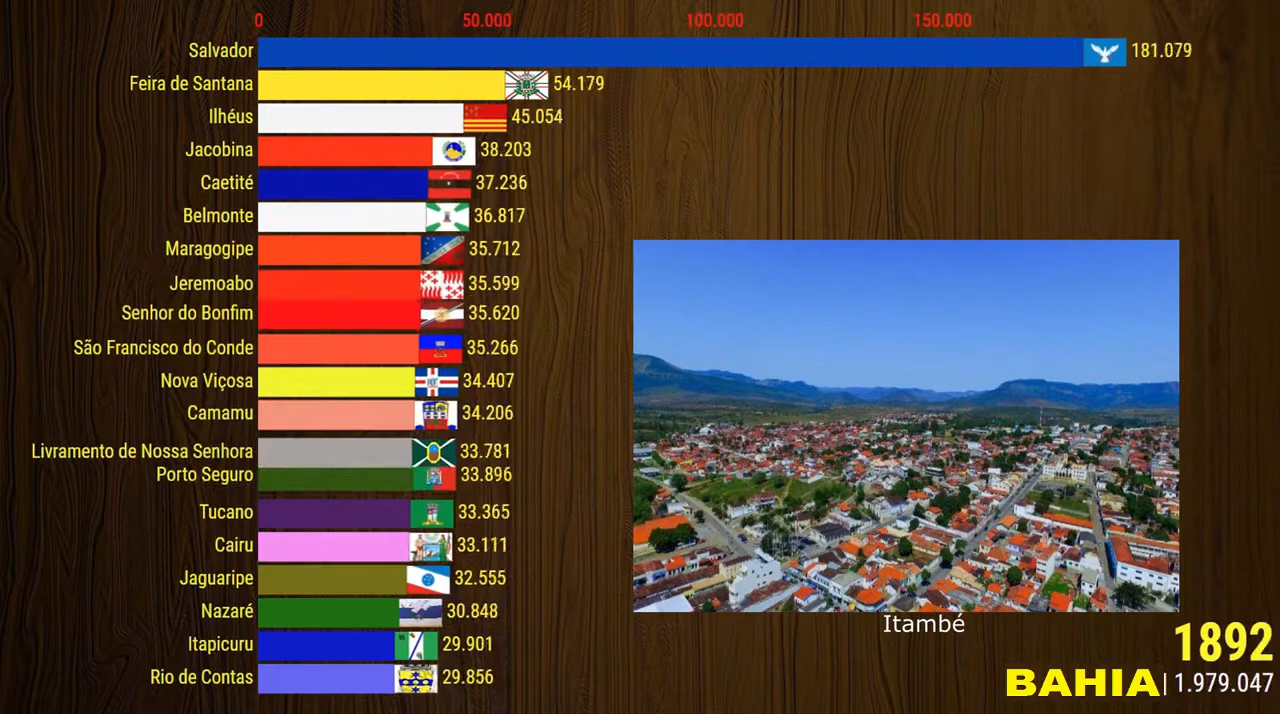 0 50.000 100.000 150.000
Salvador 181.079
Feira de Santana 54.179
Ilhéus 45.054
Jacobina 38.203
Caetité 37.236
Belmonte 36.817
Maragogipe 35.712
Jeremoabo 35.599
Senhor do Bonfim 35.620
São Francisco do Conde 35.266
Nova Viçosa 34.407
Camamu 34.206
Livramento de Nossa Senhora 33.781
Porto Seguro 33.896
Tucano 33.365
Cairu 33.111
Jaguaripe 32.555
Nazaré 30.848
Itapicuru 29.901
Rio de Contas 29.856
Itambé
1892
BAHIA | 1.979.047